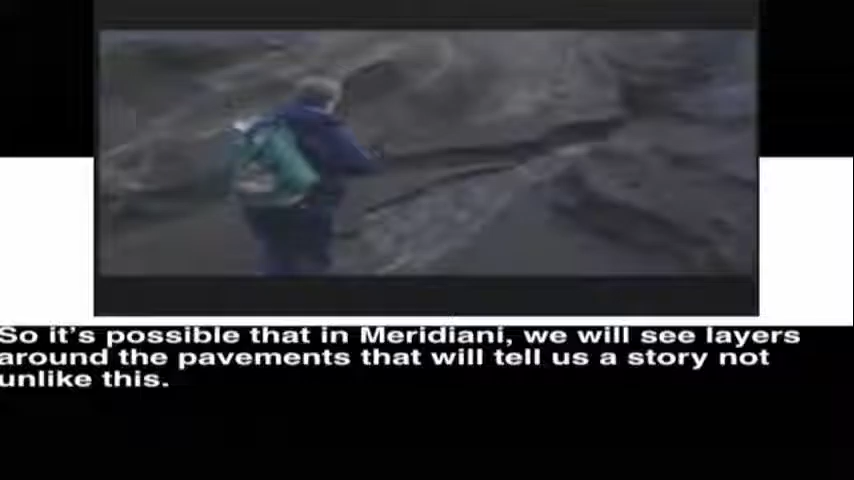 So it's possible that in Meridiani, we will see layers
around the pavements that will tell us a story not
unlike this.